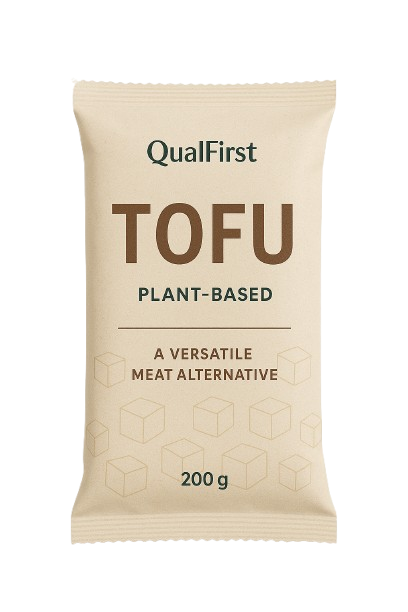 QualFirst
TOFU
PLANT-BASED
A VERSATILE
MEAT ALTERNATIVE
200 g